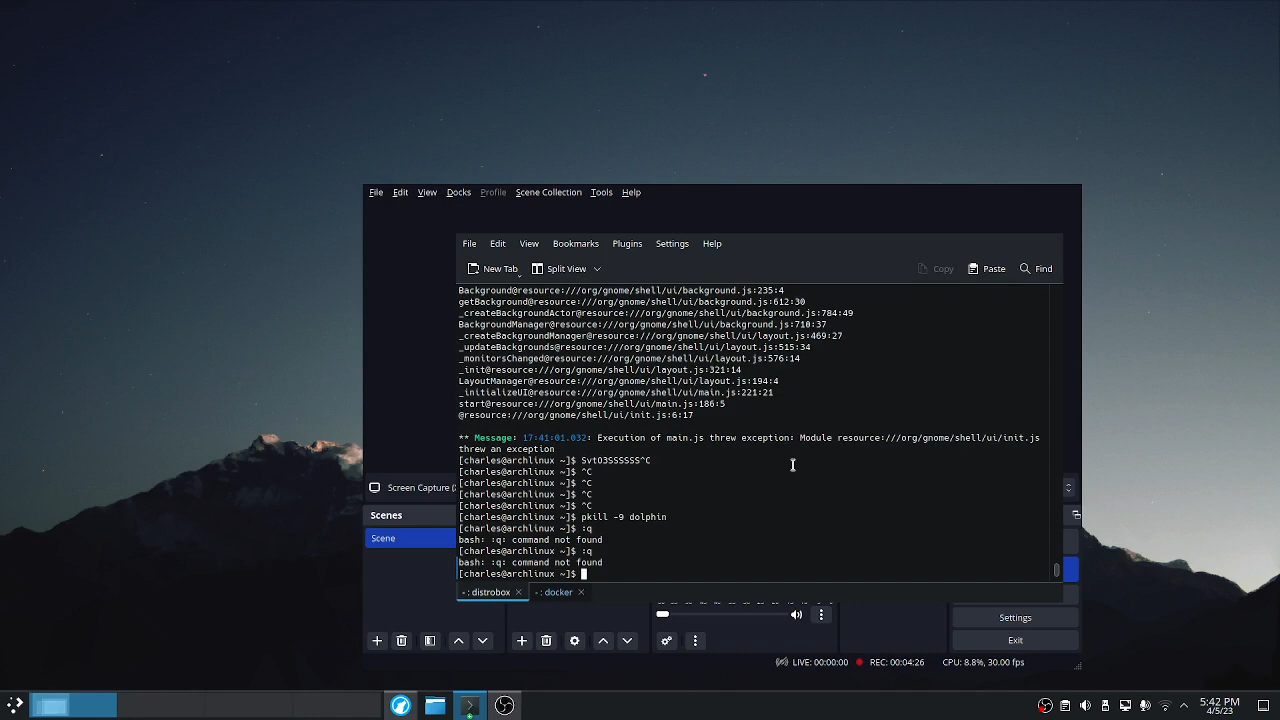 File Edit View Docks Profile Scene Collection Tools Help
File Edit View Bookmarks Plugins Settings Help
New Tab Split View Copy Paste Find
Background@resource:///org/gnome/shell/ui/background.js:235:4
getBackground@resource:///org/gnome/shell/ui/background.js:612:30
_createBackgroundActor@resource:///org/gnome/shell/ui/background.js:784:49
BackgroundManager@resource:///org/gnome/shell/ui/background.js:710:37
_createBackgroundManager@resource:///org/gnome/shell/ui/layout.js:469:27
_updateBackgrounds@resource:///org/gnome/shell/ui/layout.js:515:34
_monitorsChanged@resource:///org/gnome/shell/ui/layout.js:576:14
_init@resource:///org/gnome/shell/ui/layout.js:321:14
LayoutManager@resource:///org/gnome/shell/ui/layout.js:194:4
_initializeUI@resource:///org/gnome/shell/ui/main.js:221:21
start@resource:///org/gnome/shell/ui/main.js:186:5
@resource:///org/gnome/shell/ui/init.js:6:17
** Message: 17:41:01.032: Execution of main.js threw exception: Module resource:///org/gnome/shell/ui/init.js
threw an exception
[charles@archlinux ~]$ SvtO3SSSSSS^C
[charles@archlinux ~]$ ^C
[charles@archlinux ~]$ ^C
[charles@archlinux ~]$ ^C
[charles@archlinux ~]$ ^C
[charles@archlinux ~]$ pkill -9 dolphin
[charles@archlinux ~]$ :q
bash: :q: command not found
[charles@archlinux ~]$ :q
bash: :q: command not found
[charles@archlinux ~]$
- : distrobox - : docker
Screen Capture (
Scenes
Scene
Settings
Exit
LIVE: 00:00:00 REC: 00:04:26 CPU: 8.8%, 30.00 fps
5:42 PM
4/5/23